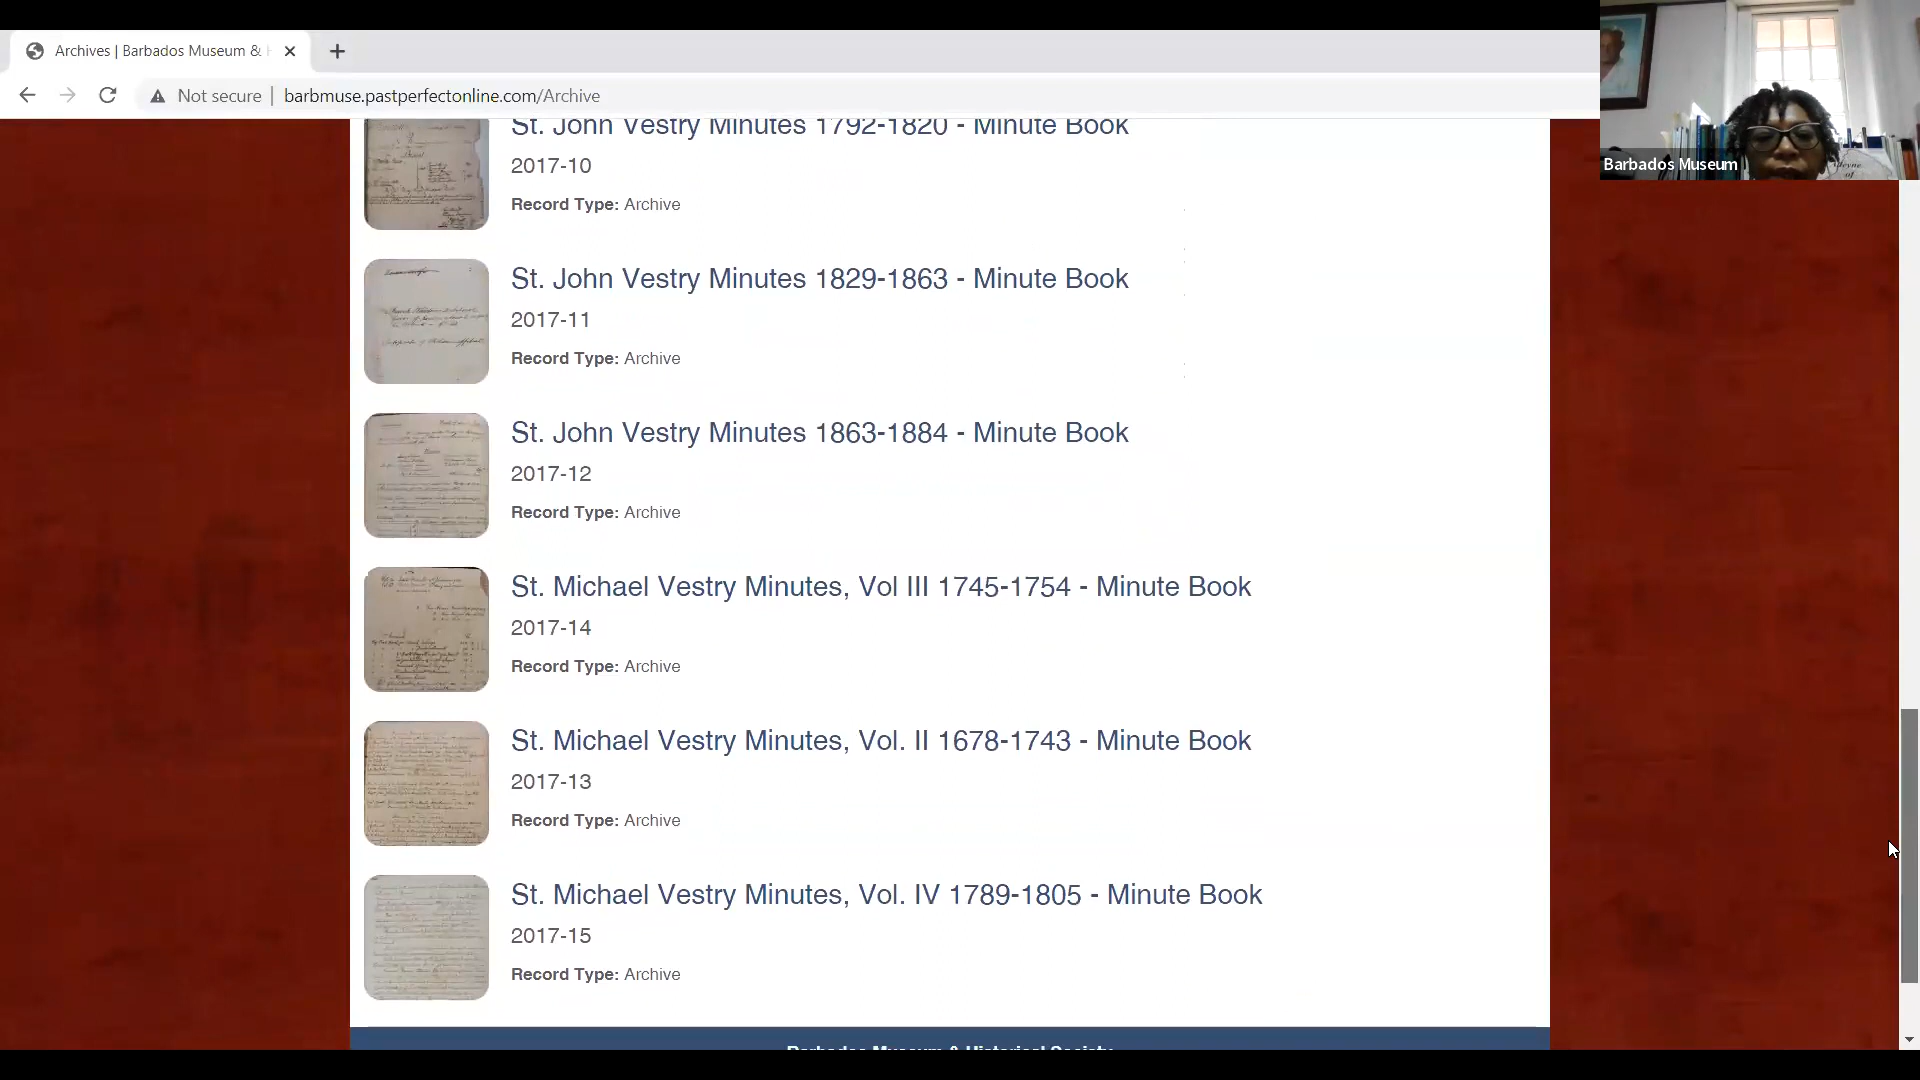 Archives | Barbados Museum &
Not secure | barbmuse.pastperfectonline.com/Archive
Barbados Museum
St. John Vestry Minutes 1792-1820 - Minute Book
2017-10
Record Type: Archive
St. John Vestry Minutes 1829-1863 - Minute Book
2017-11
Record Type: Archive
St. John Vestry Minutes 1863-1884 - Minute Book
2017-12
Record Type: Archive
St. Michael Vestry Minutes, Vol III 1745-1754 - Minute Book
2017-14
Record Type: Archive
St. Michael Vestry Minutes, Vol. II 1678-1743 - Minute Book
2017-13
Record Type: Archive
St. Michael Vestry Minutes, Vol. IV 1789-1805 - Minute Book
2017-15
Record Type: Archive
Barbados Museum & Historical Society